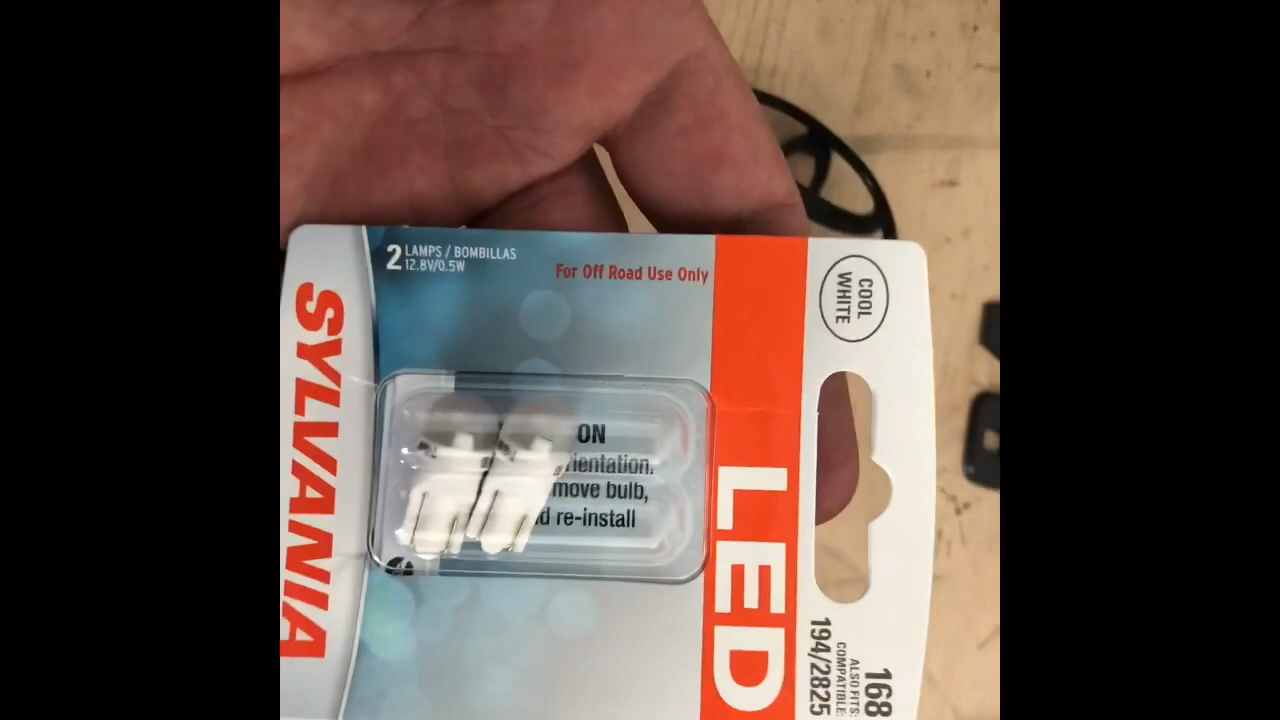 2 LAMPS / BOMBILLAS
12.8V/0.5W
For Off Road Use Only
COOL
WHITE
SYLVANIA
ON
move bulb,
re-install
LED
168
ALSO FITS:
COMPATIBLE:
194/2825